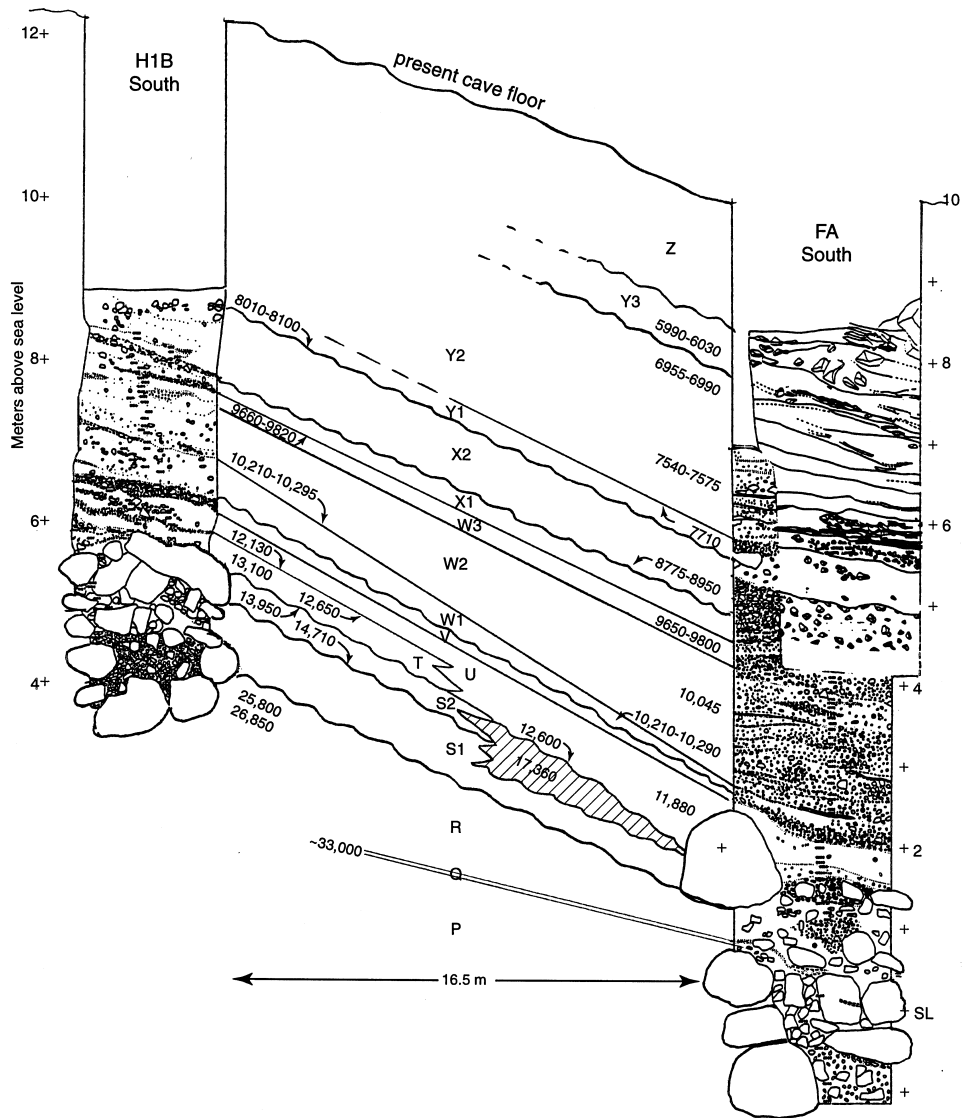 12+
H1B
South
present cave floor
10+
10
FA
South
Z
+
Y3
5990-6030
8010-8100
Meters above sea level
8+
Y2
+ 8
6955-6990
Y1
9660-9820
X2
+
10,210-10,295
7540-7575
X1
6+
W3
7710
+ 6
12,130
W2
8775-8950
13,100
12,650
W1
+
13,950
V
9650-9800
14,710
T
U
4+
10,045
+ 4
S2
25,800
10,210-10,290
26,850
12,600
S1
17,360
+
11,880
R
+
+ 2
~33,000
Q
P
+
16.5 m
+ SL
+